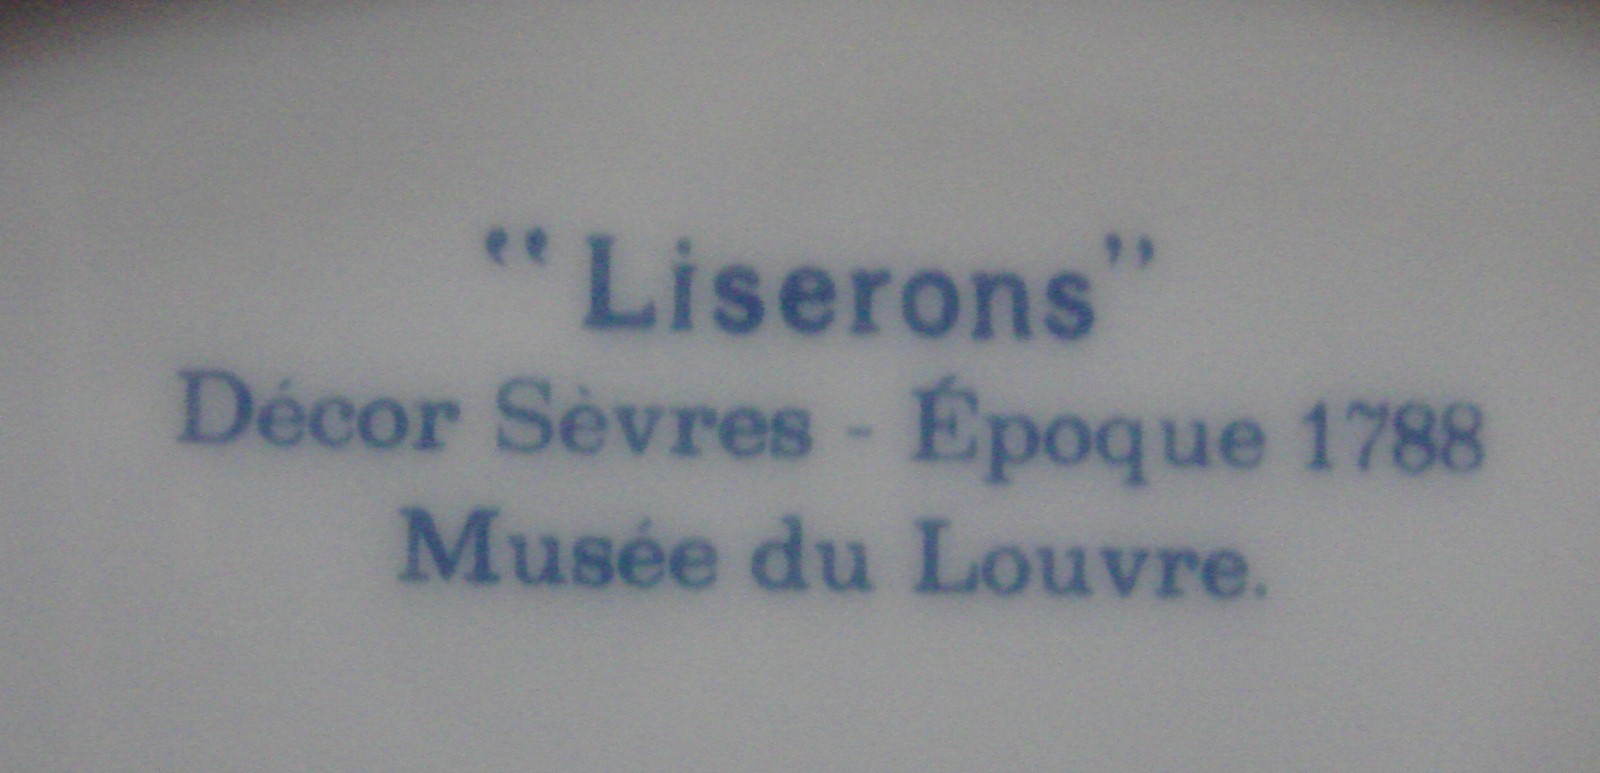 "Liserons"
Décor Sèvres - Époque 1788
Musée du Louvre.